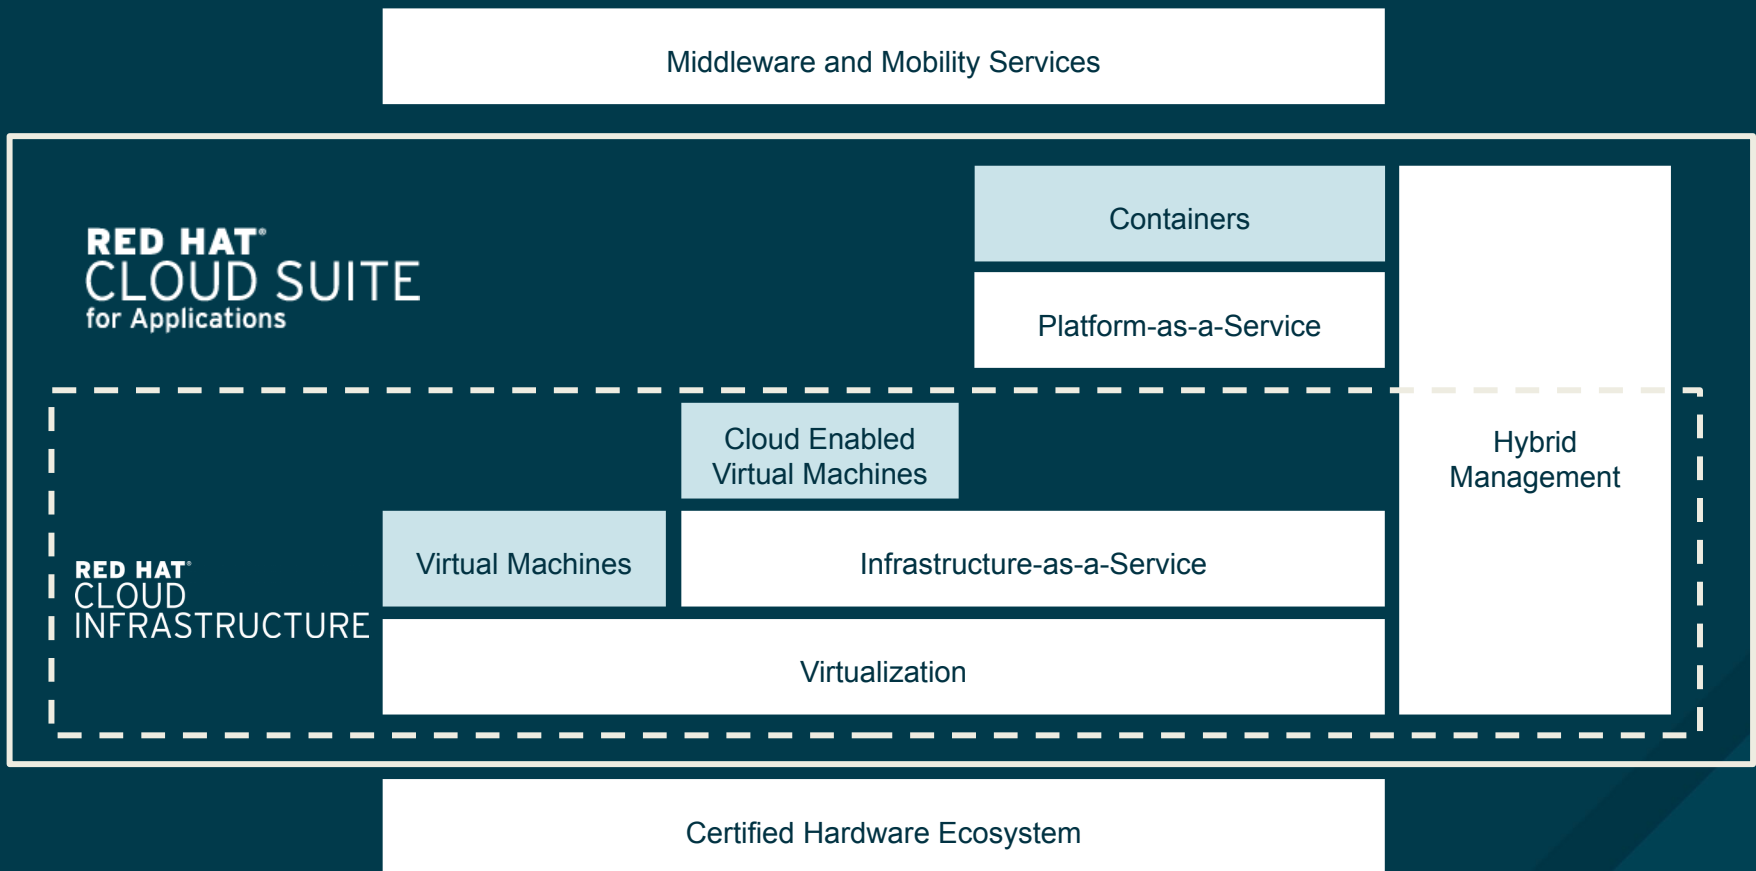 Middleware and Mobility Services
RED HAT®
CLOUD SUITE
for Applications
Containers
Platform-as-a-Service
Hybrid
Management
Cloud Enabled
Virtual Machines
RED HAT®
CLOUD
INFRASTRUCTURE
Virtual Machines
Infrastructure-as-a-Service
Virtualization
Certified Hardware Ecosystem